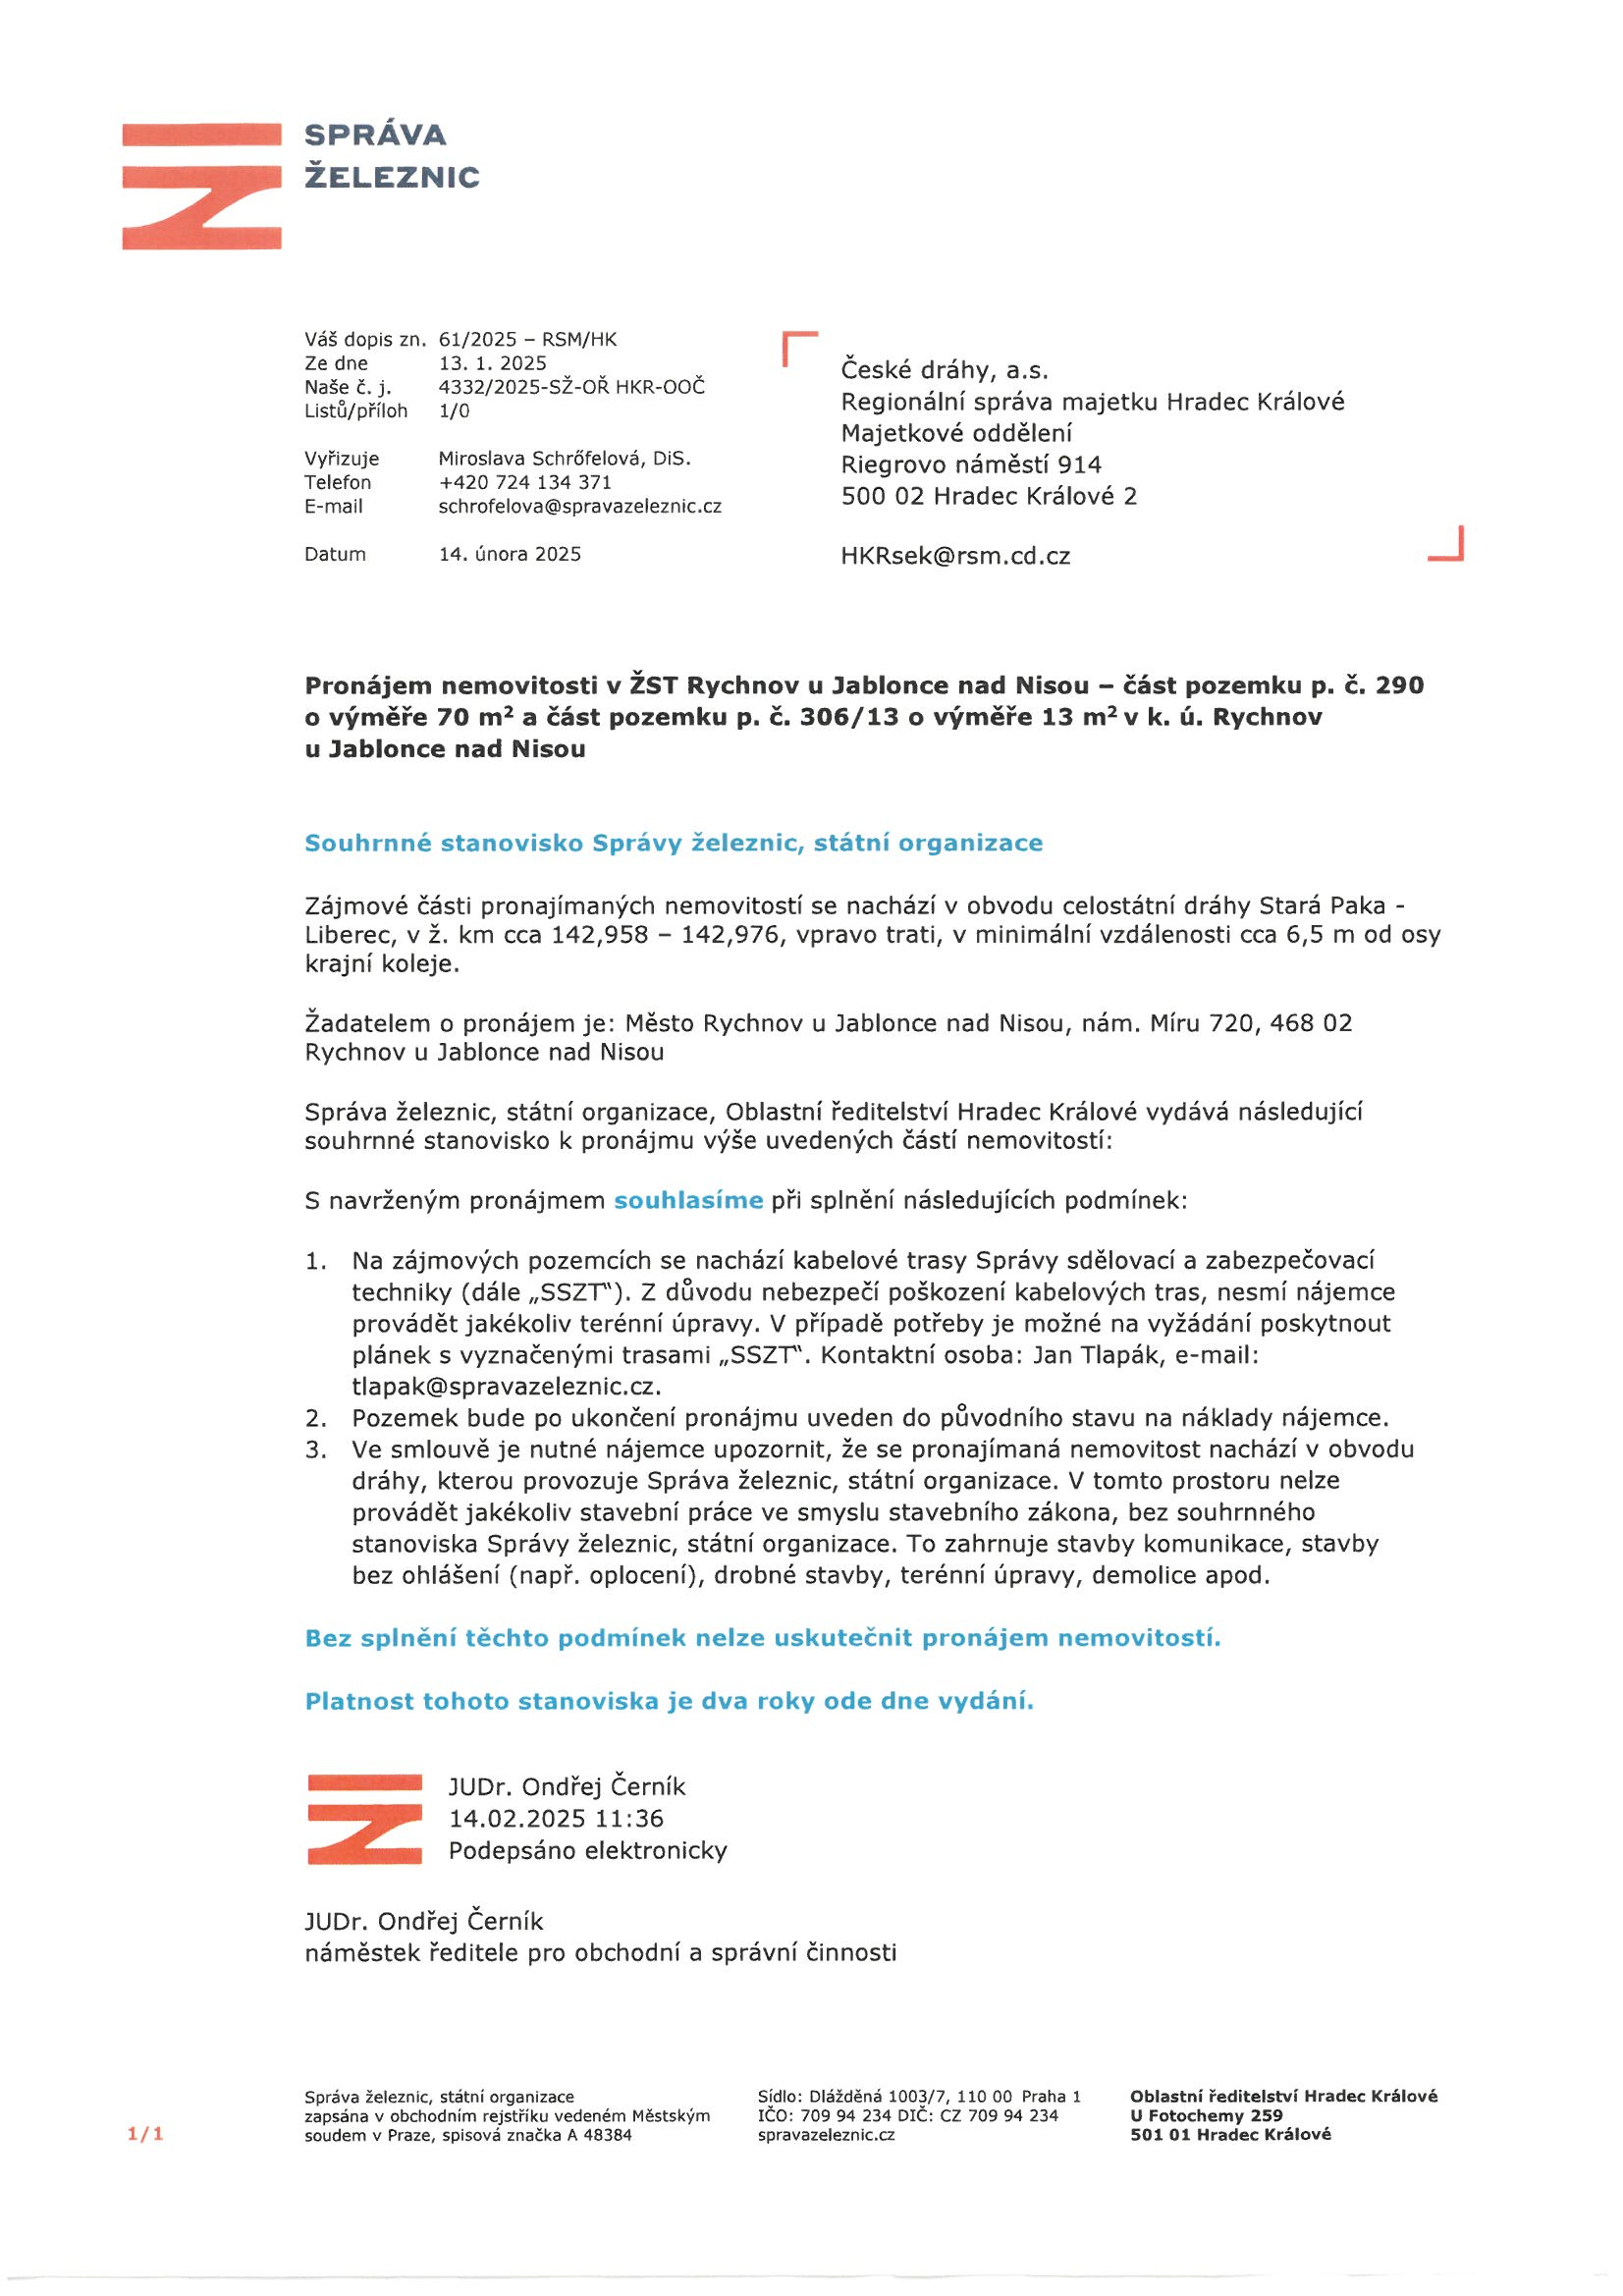 SPRÁVA
ŽELEZNIC
Váš dopis zn. 61/2025 – RSM/HK
Ze dne 13. 1. 2025
Naše č. j. 4332/2025-SŽ-OŘ HKR-OOČ
Listů/příloh 1/0
Vyřizuje Miroslava Schrőfelová, DiS.
Telefon +420 724 134 371
E-mail schrofelova@spravazeleznic.cz
Datum 14. února 2025
České dráhy, a.s.
Regionální správa majetku Hradec Králové
Majetkové oddělení
Riegrovo náměstí 914
500 02 Hradec Králové 2
HKRsek@rsm.cd.cz
Pronájem nemovitosti v ŽST Rychnov u Jablonce nad Nisou – část pozemku p. č. 290
o výměře 70 m² a část pozemku p. č. 306/13 o výměře 13 m² v k. ú. Rychnov
u Jablonce nad Nisou
Souhrnné stanovisko Správy železnic, státní organizace
Zájmové části pronajímaných nemovitostí se nachází v obvodu celostátní dráhy Stará Paka -
Liberec, v ž. km cca 142,958 – 142,976, vpravo trati, v minimální vzdálenosti cca 6,5 m od osy
krajní koleje.
Žadatelem o pronájem je: Město Rychnov u Jablonce nad Nisou, nám. Míru 720, 468 02
Rychnov u Jablonce nad Nisou
Správa železnic, státní organizace, Oblastní ředitelství Hradec Králové vydává následující
souhrnné stanovisko k pronájmu výše uvedených částí nemovitostí:
S navrženým pronájmem souhlasíme při splnění následujících podmínek:
1. Na zájmových pozemcích se nachází kabelové trasy Správy sdělovací a zabezpečovací
techniky (dále „SSZT“). Z důvodu nebezpečí poškození kabelových tras, nesmí nájemce
provádět jakékoliv terénní úpravy. V případě potřeby je možné na vyžádání poskytnout
plánek s vyznačenými trasami „SSZT“. Kontaktní osoba: Jan Tlapák, e-mail:
tlapak@spravazeleznic.cz.
2. Pozemek bude po ukončení pronájmu uveden do původního stavu na náklady nájemce.
3. Ve smlouvě je nutné nájemce upozornit, že se pronajímaná nemovitost nachází v obvodu
dráhy, kterou provozuje Správa železnic, státní organizace. V tomto prostoru nelze
provádět jakékoliv stavební práce ve smyslu stavebního zákona, bez souhrnného
stanoviska Správy železnic, státní organizace. To zahrnuje stavby komunikace, stavby
bez ohlášení (např. oplocení), drobné stavby, terénní úpravy, demolice apod.
Bez splnění těchto podmínek nelze uskutečnit pronájem nemovitostí.
Platnost tohoto stanoviska je dva roky ode dne vydání.
JUDr. Ondřej Černík
14.02.2025 11:36
Podepsáno elektronicky
JUDr. Ondřej Černík
náměstek ředitele pro obchodní a správní činnosti
Správa železnic, státní organizace
zapsána v obchodním rejstříku vedeném Městským
soudem v Praze, spisová značka A 48384
Sídlo: Dlážděná 1003/7, 110 00 Praha 1
IČO: 709 94 234 DIČ: CZ 709 94 234
spravazeleznic.cz
Oblastní ředitelství Hradec Králové
U Fotochemy 259
501 01 Hradec Králové
1/1